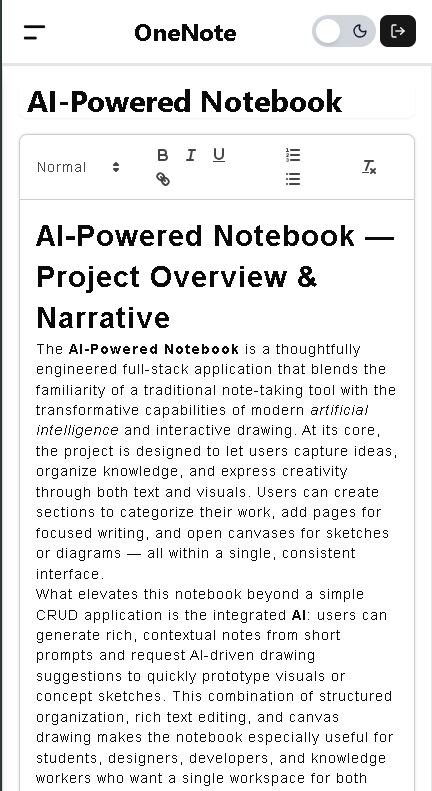 OneNote
AI-Powered Notebook
Normal
B I U
AI-Powered Notebook —
Project Overview &
Narrative
The AI-Powered Notebook is a thoughtfully
engineered full-stack application that blends the
familiarity of a traditional note-taking tool with the
transformative capabilities of modern artificial
intelligence and interactive drawing. At its core,
the project is designed to let users capture ideas,
organize knowledge, and express creativity
through both text and visuals. Users can create
sections to categorize their work, add pages for
focused writing, and open canvases for sketches
or diagrams — all within a single, consistent
interface.
What elevates this notebook beyond a simple
CRUD application is the integrated AI: users can
generate rich, contextual notes from short
prompts and request AI-driven drawing
suggestions to quickly prototype visuals or
concept sketches. This combination of structured
organization, rich text editing, and canvas
drawing makes the notebook especially useful for
students, designers, developers, and knowledge
workers who want a single workspace for both